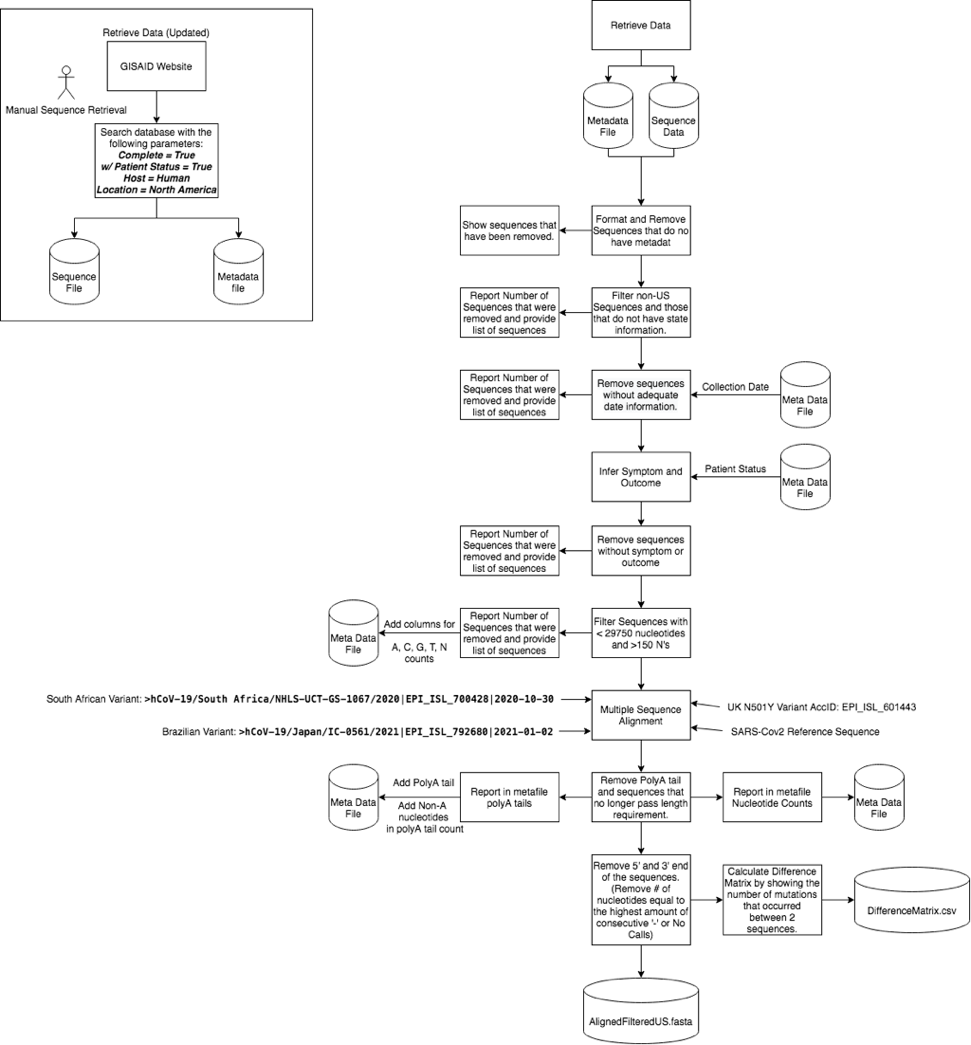 Retrieve Data (Updated)
GISAID Website
Manual Sequence Retrieval
Search database with the
following parameters:
Complete = True
w/ Patient Status = True
Host = Human
Location = North America
Sequence
File
Metadata
file
Retrieve Data
Metadata
File
Sequence
Data
Show sequences that
have been removed.
Format and Remove
Sequences that do no
have metadat
Report Number of
Sequences that were
removed and provide
list of sequences
Filter non-US
Sequences and those
that do not have state
information.
Report Number of
Sequences that were
removed and provide
list of sequences
Remove sequences
without adequate
date information.
Collection Date
Meta Data
File
Infer Symptom and
Outcome
Patient Status
Meta Data
File
Report Number of
Sequences that were
removed and provide
list of sequences
Remove sequences
without symptom or
outcome
Meta Data
File
Add columns for
A, C, G, T, N
counts
Report Number of
Sequences that were
removed and provide
list of sequences
Filter Sequences with
< 29750 nucleotides
and >150 N's
South African Variant: >hCoV-19/South Africa/NHLS-UCT-GS-1067/2020|EPI_ISL_700428|2020-10-30
Brazilian Variant: >hCoV-19/Japan/IC-0561/2021|EPI_ISL_792680|2021-01-02
Multiple Sequence
Alignment
UK N501Y Variant AccID: EPI_ISL_601443
SARS-Cov2 Reference Sequence
Meta Data
File
Add PolyA tail
Add Non-A
nucleotides
in polyA tail count
Report in metafile
polyA tails
Remove PolyA tail
and sequences that
no longer pass length
requirement.
Report in metafile
Nucleotide Counts
Meta Data
File
Remove 5' and 3' end
of the sequences.
(Remove # of
nucleotides equal to
the highest amount of
consecutive '-' or No
Calls)
Calculate Difference
Matrix by showing the
number of mutations
that occurred
between 2
sequences.
DifferenceMatrix.csv
AlignedFilteredUS.fasta